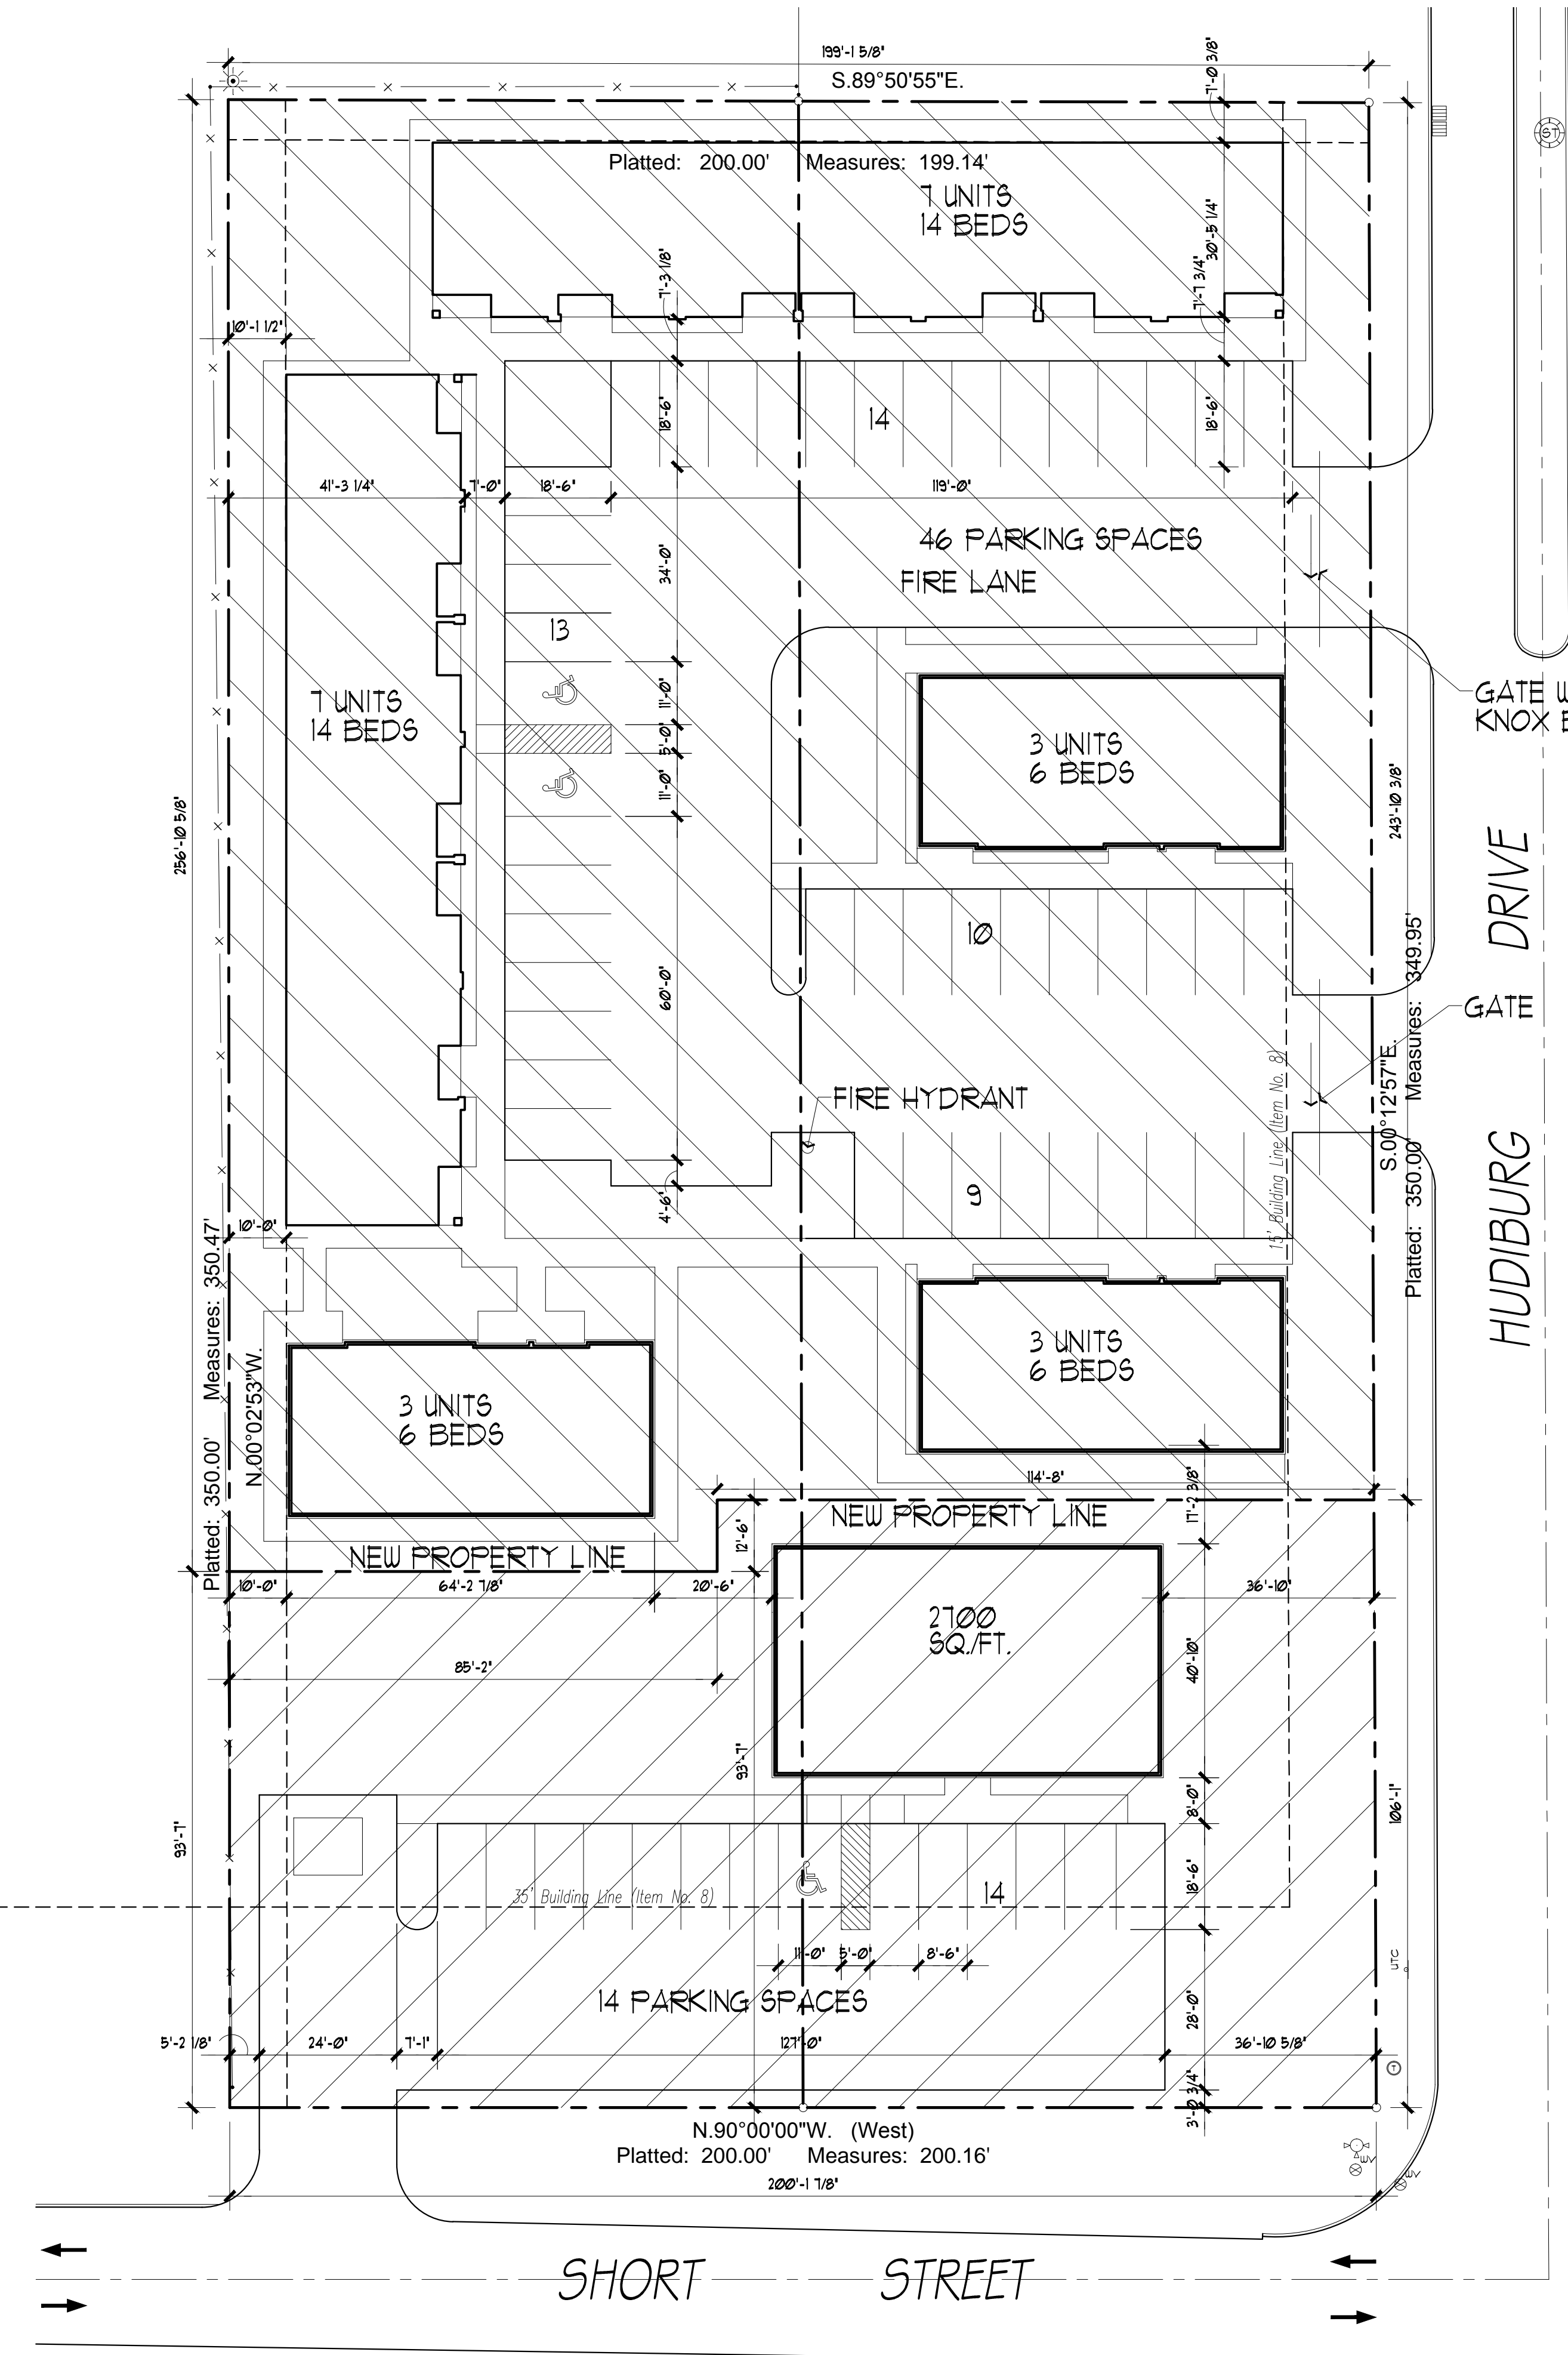 199'-1 5/8"
S.89°50'55"E.
7'-0 3/8"
Platted: 200.00' Measures: 199.14'
7 UNITS
14 BEDS
30'-5 1/4"
7'-3 1/8"
7'-7 3/4"
10'-1 1/2"
18'-6"
14
18'-6"
41'-3 1/4"
7'-0"
18'-6"
119'-0"
46 PARKING SPACES
FIRE LANE
34'-0"
13
7 UNITS
14 BEDS
11'-0"
5'-0"
11'-0"
3 UNITS
6 BEDS
GATE W
KNOX B
256'-10 5/8"
243'-10 3/8"
10
60'-0"
GATE
FIRE HYDRANT
15' Building Line (Item No. 8)
S.00°12'57"E.
Platted: 350.00' Measures: 349.95'
HUDIBURG DRIVE
ST
9
4'-6"
10'-0"
Platted: 350.00' Measures: 350.47'
N.00°02'53"W.
3 UNITS
6 BEDS
3 UNITS
6 BEDS
114'-8"
17'-2 3/8"
NEW PROPERTY LINE
12'-6"
NEW PROPERTY LINE
10'-0"
64'-2 7/8"
20'-6"
36'-10"
2700
SQ./FT.
85'-2"
40'-10"
93'-7"
93'-7"
8'-0"
106'-1"
18'-6"
35' Building Line (Item No. 8)
14
11'-0"
5'-0"
8'-6"
UTC
14 PARKING SPACES
28'-0"
5'-2 1/8"
24'-0"
7'-1"
127'-0"
36'-10 5/8"
3'-0 3/4"
N.90°00'00"W. (West)
Platted: 200.00' Measures: 200.16'
WV
WV
200'-1 7/8"
SHORT STREET